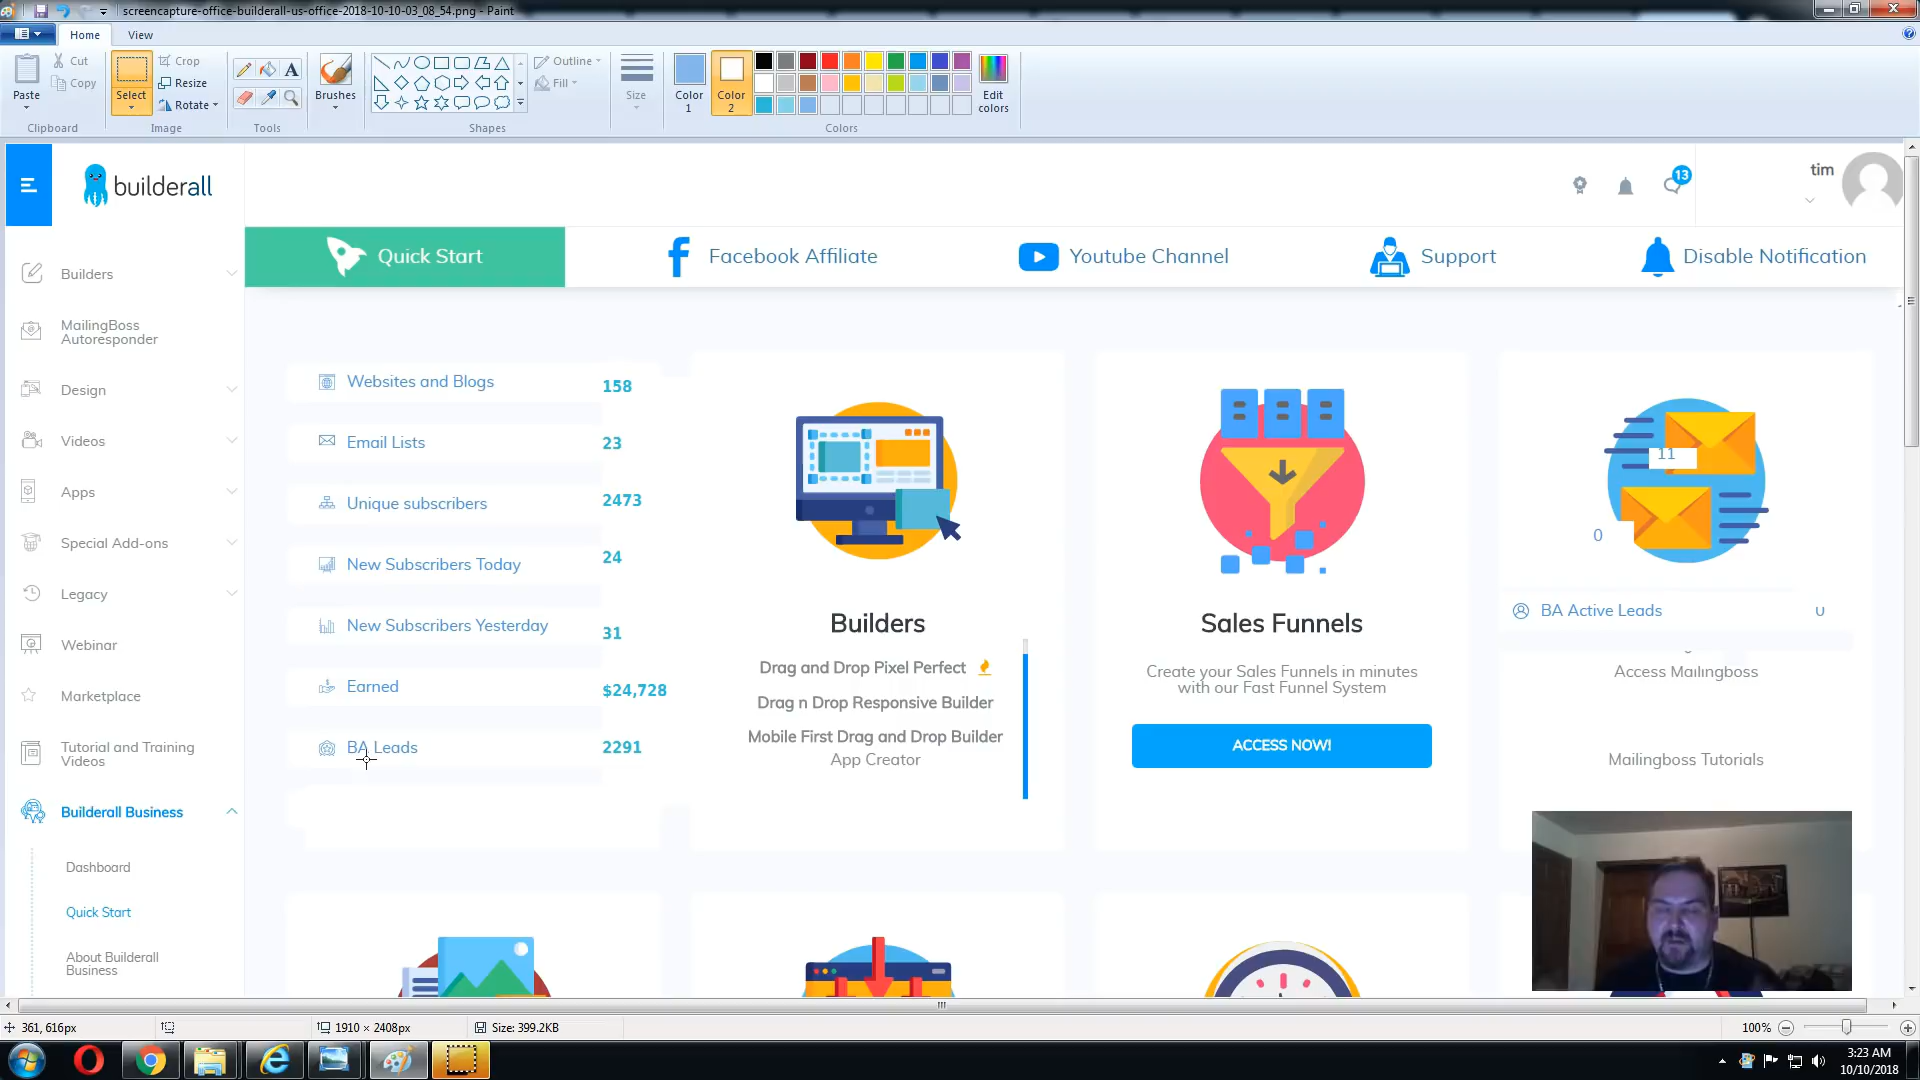 screencapture-office-builderall-us-office-2018-10-10-03_08_54.png - Paint
Home
View
Paste
Cut
Copy
Clipboard
Select
Crop
Resize
Rotate
Image
Tools
Brushes
Shapes
Outline
Fill
Size
Color 1
Color 2
Colors
Edit colors
builderall
13
tim
Quick Start
Facebook Affiliate
Youtube Channel
Support
Disable Notification
Builders
MailingBoss
Autoresponder
Design
Videos
Apps
Special Add-ons
Legacy
Webinar
Marketplace
Tutorial and Training
Videos
Builderall Business
Dashboard
Quick Start
About Builderall
Business
Websites and Blogs 158
Email Lists 23
Unique subscribers 2473
New Subscribers Today 24
New Subscribers Yesterday 31
Earned $24,728
BA Leads 2291
Builders
Drag and Drop Pixel Perfect
Drag n Drop Responsive Builder
Mobile First Drag and Drop Builder
App Creator
Sales Funnels
Create your Sales Funnels in minutes
with our Fast Funnel System
ACCESS NOW!
11
0
BA Active Leads
Access Mailingboss
Mailingboss Tutorials
361, 616px
1910 × 2408px
Size: 399.2KB
100%
3:23 AM
10/10/2018